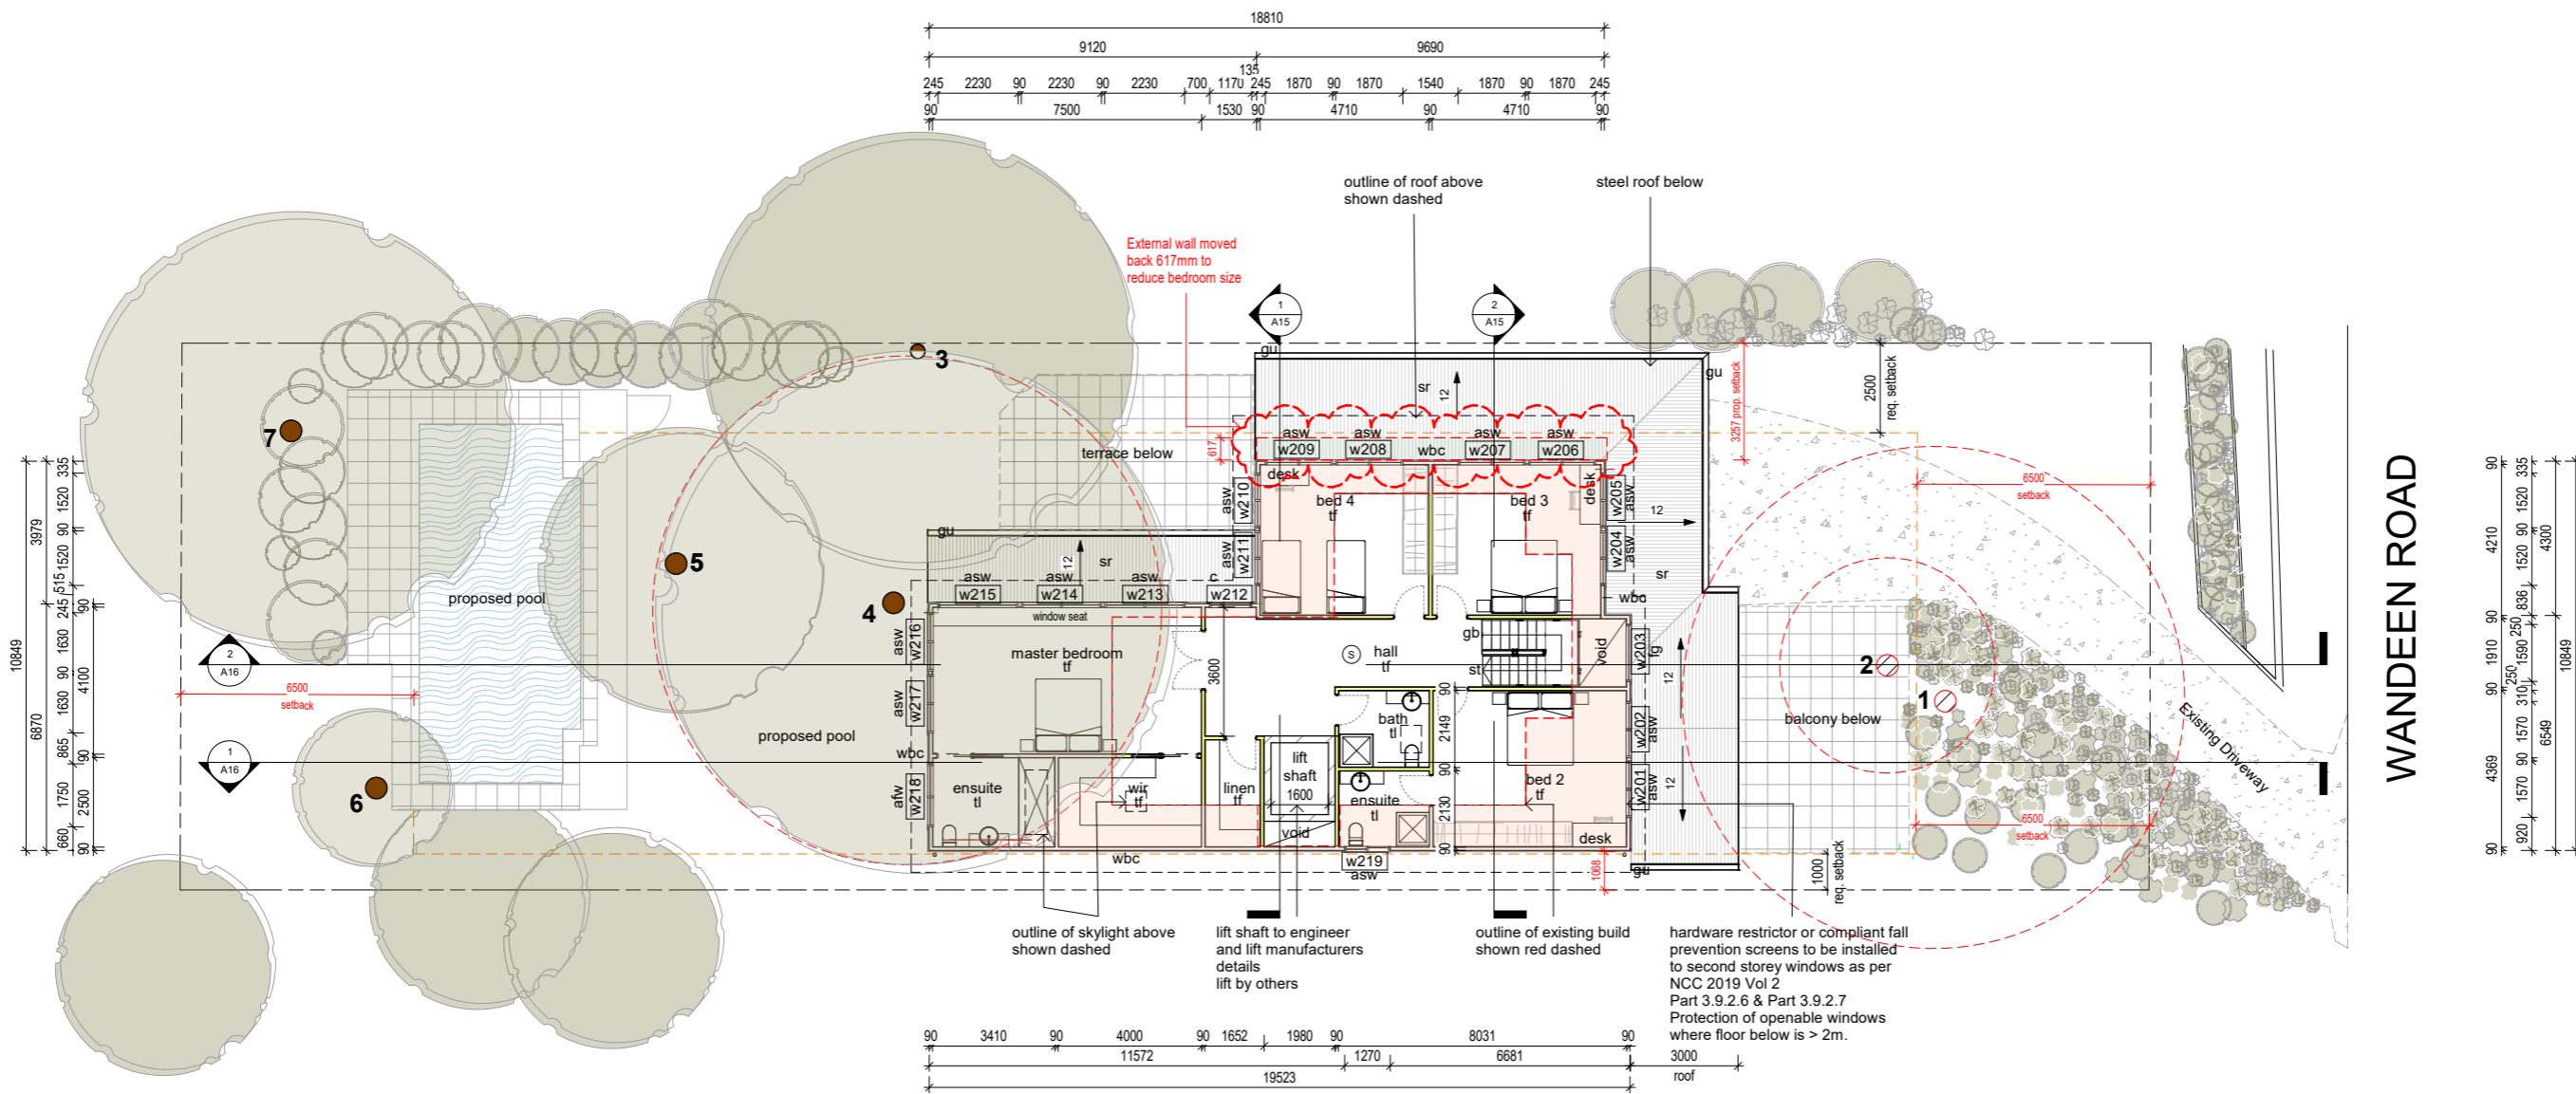 18810
9120 9690
135
245 2230 90 2230 90 2230 700 1170 245 1870 90 1870 1540 1870 90 1870 245
90 7500 1530 90 4710 90 4710 90
outline of roof above
shown dashed
steel roof below
External wall moved
back 617mm to
reduce bedroom size
1
A15
2
A15
3
gu
gu
sr
12
3257 prop. setback
2500
req. setback
7
terrace below
617
asw asw asw asw
w209 w208 wbc w207 w206
desk
desk
bed 4
tf
bed 3
tf
w210
asw
w205
asw
6500
setback
12
gu
w211
asw
w204
asw
5
12
sr
sr
asw asw asw c
w215 w214 w213 w212
window seat
wbc
proposed pool
4
w216
asw
master bedroom
tf
3600
S
hall
tf
gb
st
void
w203
fg
12
2
A16
2
1
6500
setback
w217
asw
90
bath
tl
2149
w202
asw
balcony below
Existing Driveway
proposed pool
wbc
1
A16
lift
shaft
1600
90
bed 2
tf
w201
asw
12
6
w218
afw
ensuite
tl
wir
tf
linen
tf
ensuite
tl
2130
void
desk
6500
setback
wbc
90
w219
asw
1068
gu
1000
req. setback
outline of skylight above
shown dashed
lift shaft to engineer
and lift manufacturers
details
lift by others
outline of existing build
shown red dashed
hardware restrictor or compliant fall
prevention screens to be installed
to second storey windows as per
NCC 2019 Vol 2
Part 3.9.2.6 & Part 3.9.2.7
Protection of openable windows
where floor below is > 2m.
90 3410 90 4000 90 1652 1980 90 8031 90
11572 1270 6681 3000
roof
19523
10849
3979 6870
335 1520 90 1520 515 245 1630 90 1630 865 1750 660
90 4100 90 2500 90
WANDEEN ROAD
90 4210 90 1910 90 4369 90
335 1520 90 1520 836 250 1590 250 310 1570 90 1570 920
4300 6549
10849